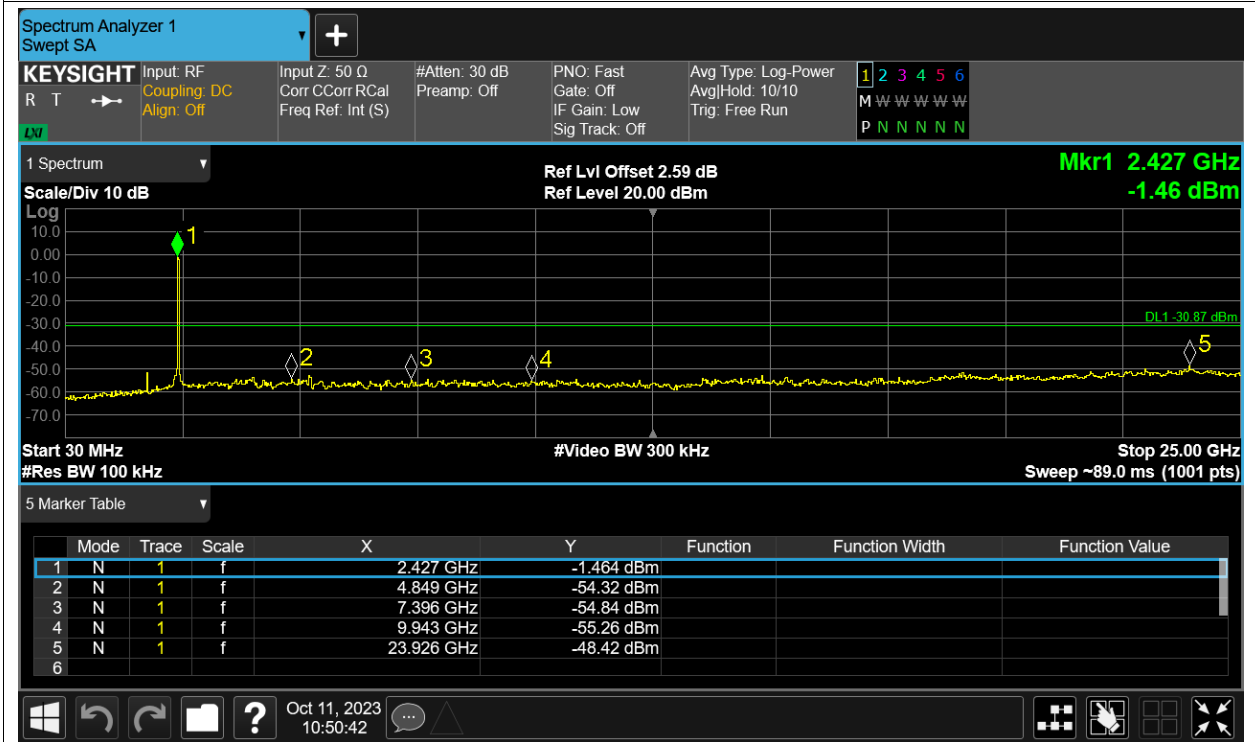 Spectrum Analyzer 1
Swept SA
KEYSIGHT Input: RF Input Z: 50 Ω #Atten: 30 dB PNO: Fast Avg Type: Log-Power 1 2 3 4 5 6
R T Coupling: DC Corr CCorr RCal Preamp: Off Gate: Off Avg|Hold: 10/10 M W W W W W
Align: Off Freq Ref: Int (S) IF Gain: Low Trig: Free Run
LXI Sig Track: Off P N N N N N
1 Spectrum Ref Lvl Offset 2.59 dB Mkr1 2.427 GHz
Scale/Div 10 dB Ref Level 20.00 dBm -1.46 dBm
Log
10.0 1
0.00
-10.0
-20.0
-30.0 DL1 -30.87 dBm
-40.0 2 3 4 5
-50.0
-60.0
-70.0
Start 30 MHz #Video BW 300 kHz Stop 25.00 GHz
#Res BW 100 kHz Sweep ~89.0 ms (1001 pts)
5 Marker Table
Mode Trace Scale X Y Function Function Width Function Value
1 N 1 f 2.427 GHz -1.464 dBm
2 N 1 f 4.849 GHz -54.32 dBm
3 N 1 f 7.396 GHz -54.84 dBm
4 N 1 f 9.943 GHz -55.26 dBm
5 N 1 f 23.926 GHz -48.42 dBm
6
? Oct 11, 2023
10:50:42